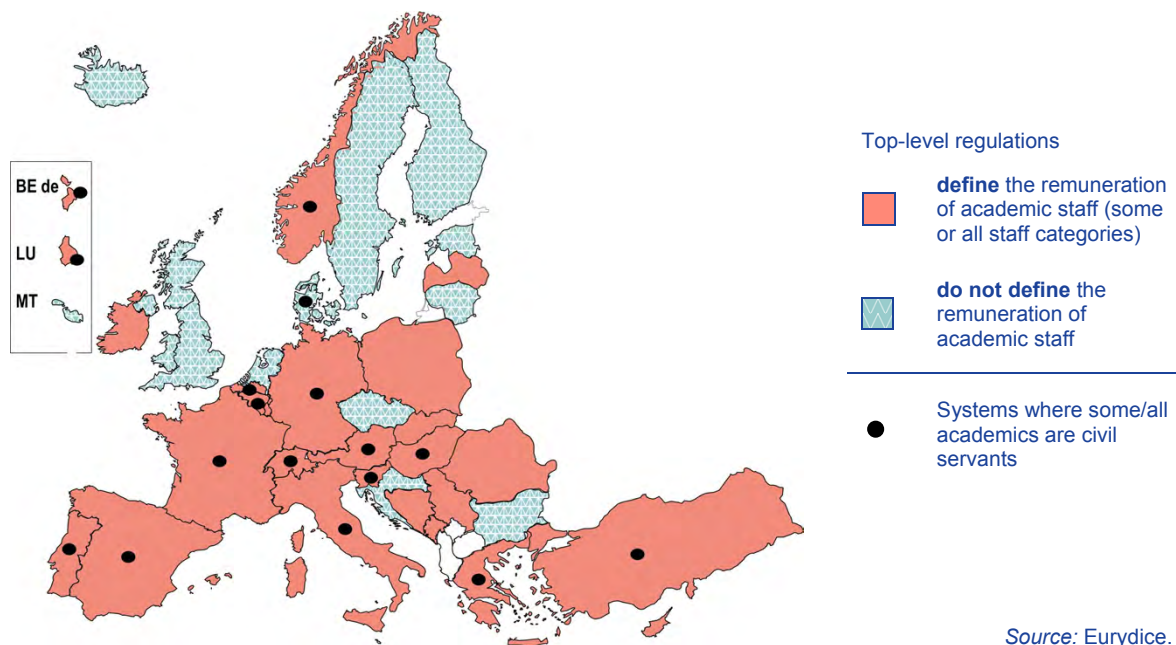 BE de
LU
MT
Top-level regulations
define the remuneration
of academic staff (some
or all staff categories)
do not define the
remuneration of
academic staff
Systems where some/all
academics are civil
servants
Source: Eurydice.